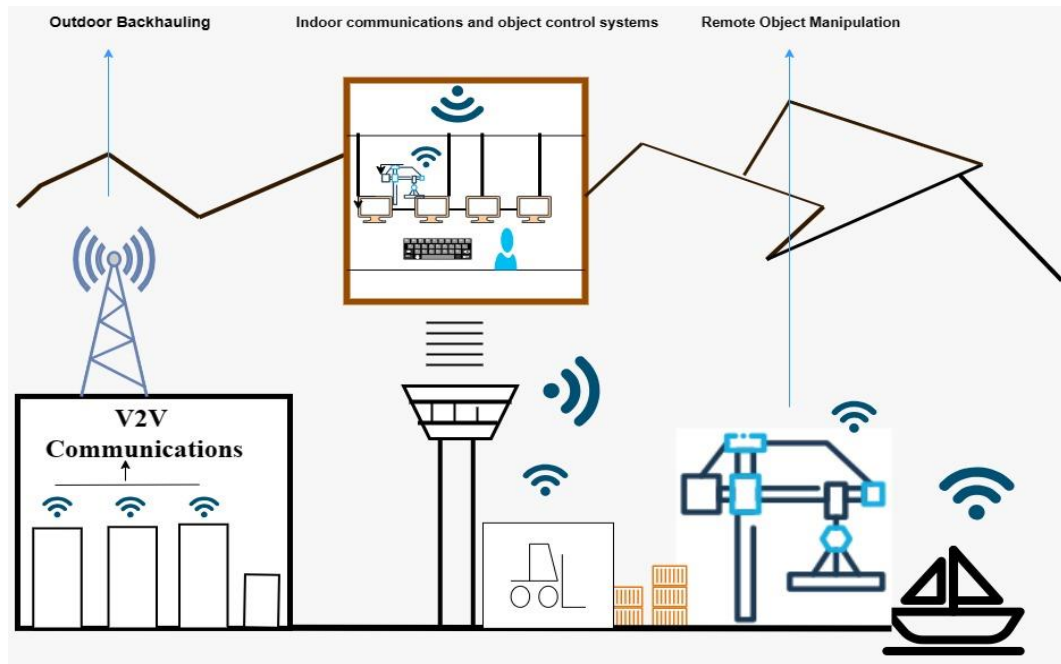 Outdoor Backhauling
Indoor communications and object control systems
Remote Object Manipulation
V2V
Communications